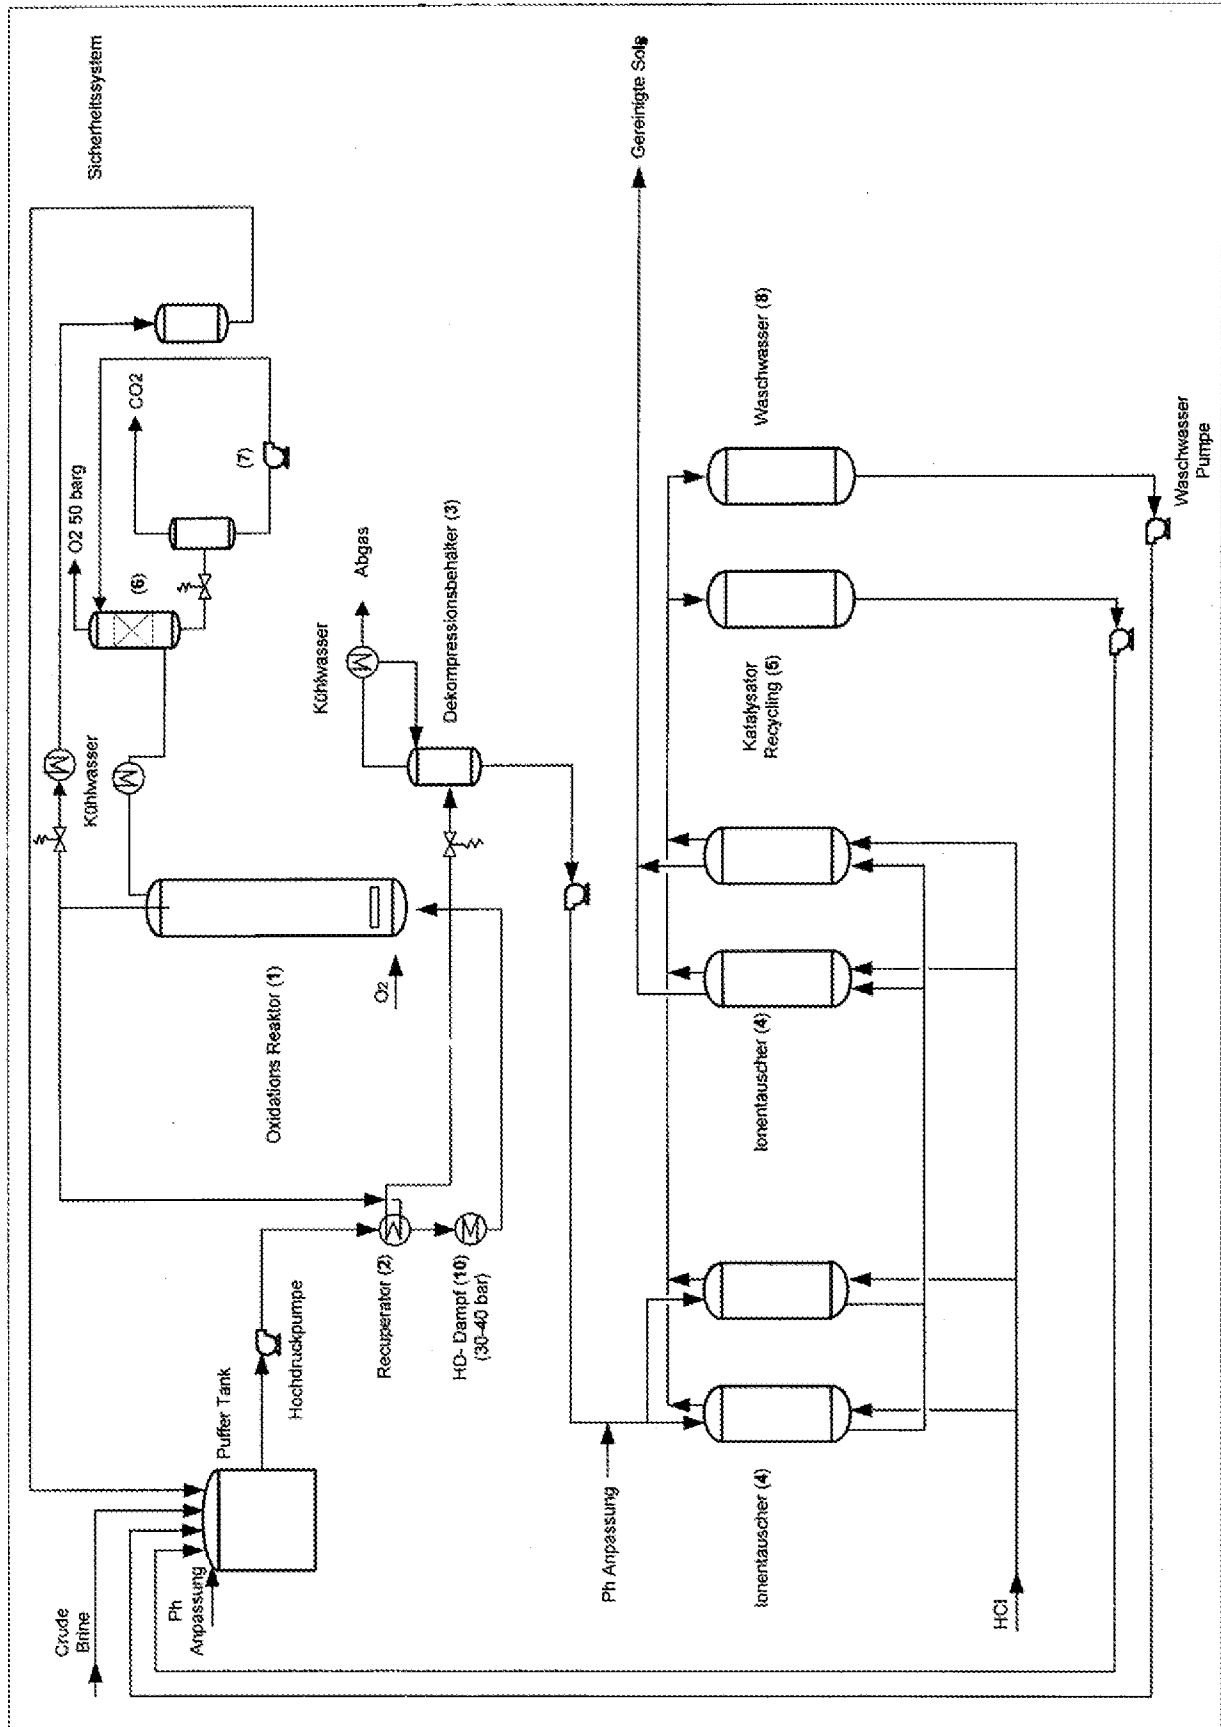 Crude
Brine
Ph
Anpassung
Puffer Tank
Hochdruckpumpe
Recuperator (2)
HD- Dampf (10)
(30-40 bar)
Oxidations Reaktor (1)
O2
Kühlwasser
O2 50 barg
(6)
CO2
(7)
Sicherheitssystem
Kühlwasser
Abgas
Dekompressionsbehälter (3)
Ph Anpassung
Gereinigte Sole
Ionentauscher (4)
Ionentauscher (4)
Katalysator
Recycling (5)
Waschwasser (8)
HCl
Waschwasser
Pumpe